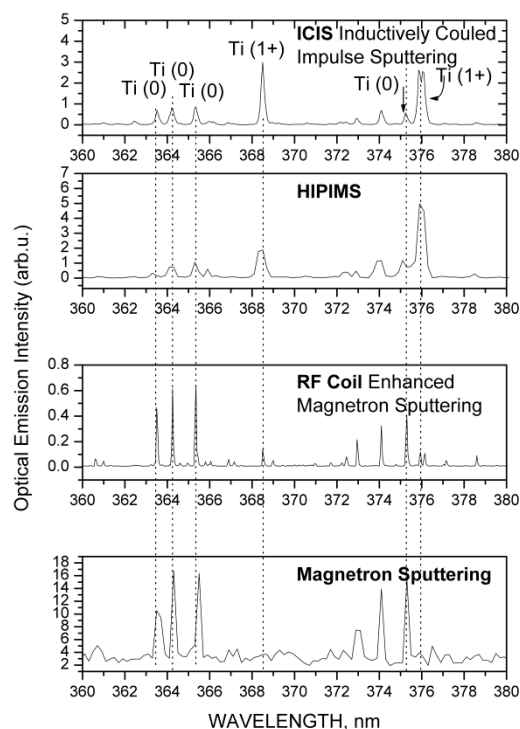 ICIS Inductively Couled
Impulse Sputtering
Ti (0)
Ti (0)
Ti (0)
Ti (1+)
Ti (0)
Ti (1+)
5
4
3
2
1
0
360 362 364 366 368 370 372 374 376 378 380
HIPIMS
7
6
5
4
3
2
1
0
360 362 364 366 368 370 372 374 376 378 380
Optical Emission Intensity (arb.u.)
RF Coil Enhanced
Magnetron Sputtering
0.8
0.6
0.4
0.2
0.0
360 362 364 366 368 370 372 374 376 378 380
Magnetron Sputtering
18
16
14
12
10
8
6
4
2
360 362 364 366 368 370 372 374 376 378 380
WAVELENGTH, nm